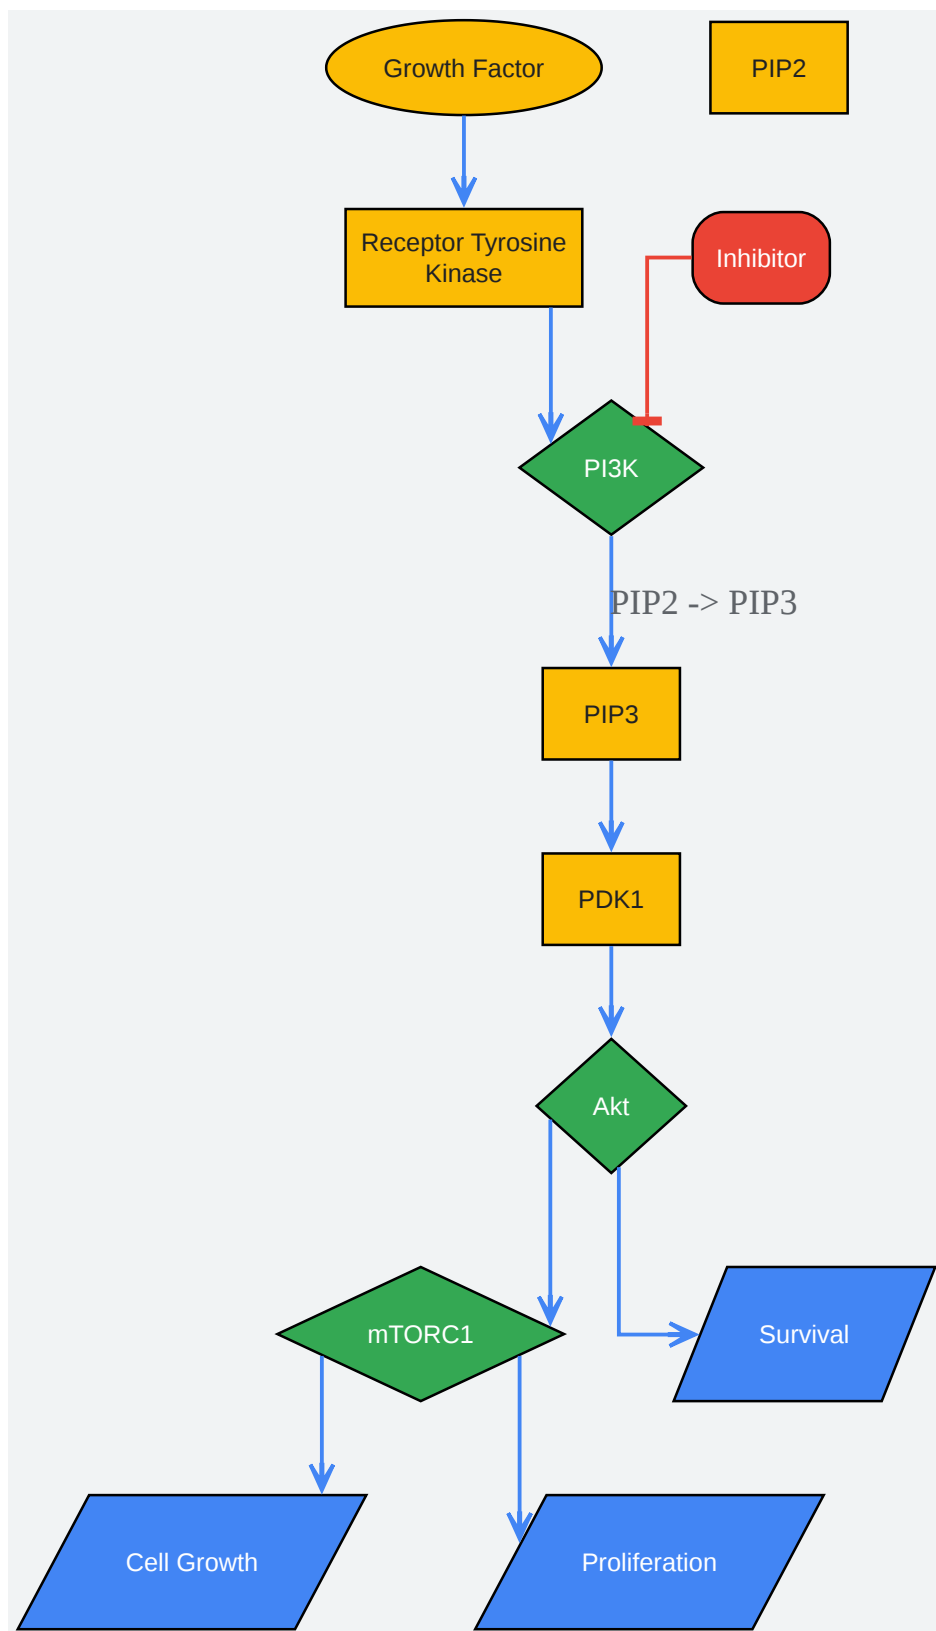 Growth Factor
PIP2
Receptor Tyrosine
Kinase
Inhibitor
PI3K
PIP2 -> PIP3
PIP3
PDK1
Akt
mTORC1
Survival
Cell Growth
Proliferation